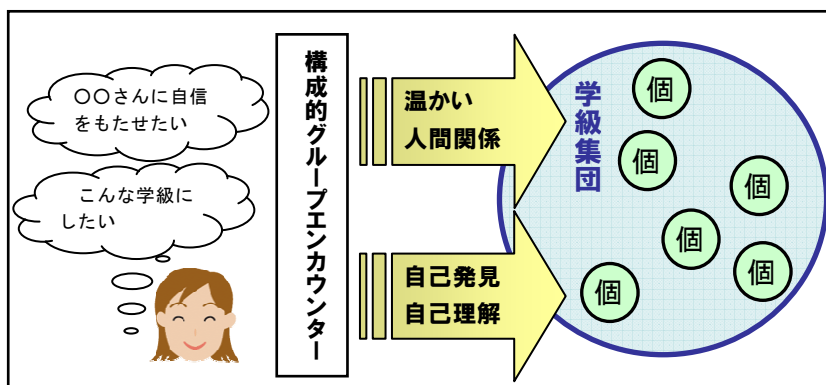 〇〇さんに自信
をもたせたい
こんな学級に
したい
構成的グループエンカウンター
温かい
人間関係
自己発見
自己理解
学級集団
個
個
個
個
個
個